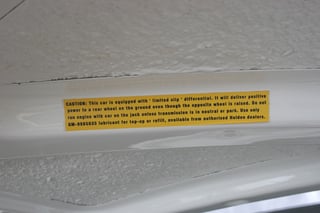 CAUTION: This car is equipped with ' limited slip ' differential. It will deliver positive
power to a rear wheel on the ground even though the opposite wheel is raised. Do not
run engine with car on the jack unless transmission is in neutral or park. Use only
lubricant for top-up or refill, available from authorised Holden dealers.